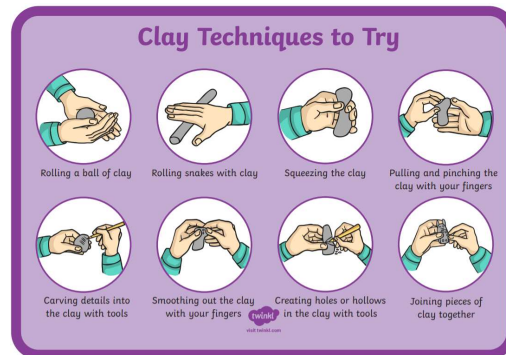 Clay Techniques to Try
Rolling a ball of clay
Rolling snakes with clay
Squeezing the clay
Pulling and pinching the
clay with your fingers
Carving details into
the clay with tools
Smoothing out the clay
with your fingers
Creating holes or hollows
in the clay with tools
Joining pieces of
clay together
twinkl
visit twinkl.com